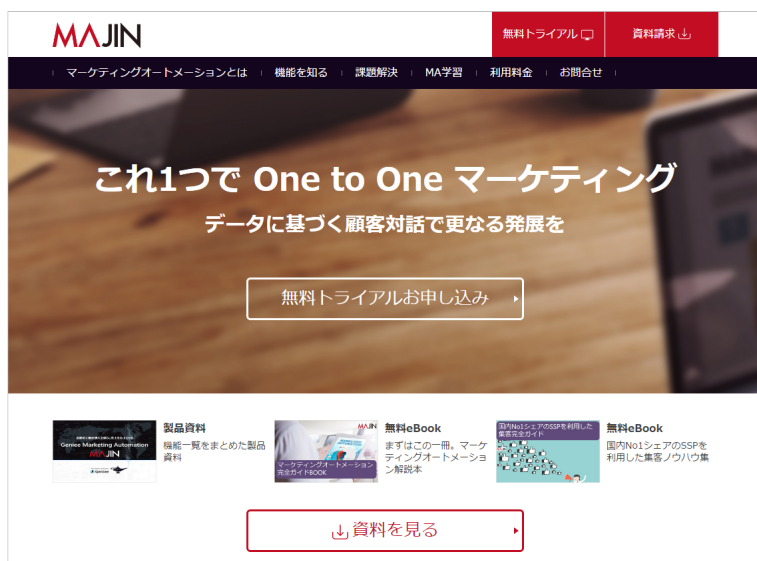 MAJIN
無料トライアル
資料請求
マーケティングオートメーションとは
機能を知る
課題解決
MA学習
利用料金
お問合せ
これ1つで One to One マーケティング
データに基づく顧客対話で更なる発展を
無料トライアルお申し込み
Geniee Marketing Automation
MAJIN
製品資料
機能一覧をまとめた製品
資料
MAJIN
マーケティングオートメーション
完全ガイドBOOK
無料eBook
まずはこの一冊。マーケ
ティングオートメーショ
ン解説本
国内No1シェアのSSPを利用した
集客完全ガイド
無料eBook
国内No1シェアのSSPを
利用した集客ノウハウ集
資料を見る